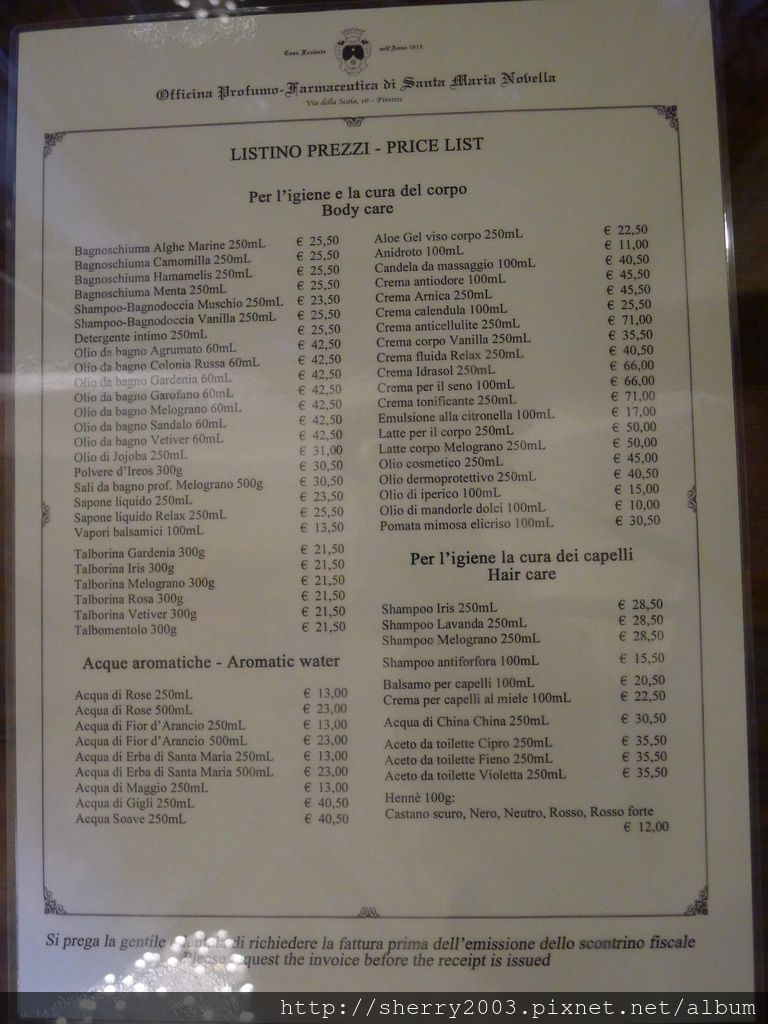 Casa Fondata nell'Anno 1612
Officina Profumo-Farmaceutica di Santa Maria Novella
Via della Scala, 16 - Firenze
LISTINO PREZZI - PRICE LIST
Per l'igiene e la cura del corpo
Body care
Bagnoschiuma Alghe Marine 250mL € 25,50
Bagnoschiuma Camomilla 250mL € 25,50
Bagnoschiuma Hamamelis 250mL € 25,50
Bagnoschiuma Menta 250mL € 25,50
Shampoo-Bagnodoccia Muschio 250mL € 23,50
Shampoo-Bagnodoccia Vanilla 250mL € 25,50
Detergente intimo 250mL € 25,50
Olio da bagno Agrumato 60mL € 42,50
Olio da bagno Colonia Russa 60mL € 42,50
Olio da bagno Gardenia 60mL € 42,50
Olio da bagno Garofano 60mL € 42,50
Olio da bagno Melograno 60mL € 42,50
Olio da bagno Sandalo 60mL € 42,50
Olio da bagno Vetiver 60mL € 42,50
Olio di Jojoba 250mL € 31,00
Polvere d'Ireos 300g € 30,50
Sali da bagno prof. Melograno 500g € 30,50
Sapone liquido 250mL € 23,50
Sapone liquido Relax 250mL € 25,50
Vapori balsamici 100mL € 13,50
Talborina Gardenia 300g € 21,50
Talborina Iris 300g € 21,50
Talborina Melograno 300g € 21,50
Talborina Rosa 300g € 21,50
Talborina Vetiver 300g € 21,50
Talbomentolo 300g € 21,50
Acque aromatiche - Aromatic water
Acqua di Rose 250mL € 13,00
Acqua di Rose 500mL € 23,00
Acqua di Fior d'Arancio 250mL € 13,00
Acqua di Fior d'Arancio 500mL € 23,00
Acqua di Erba di Santa Maria 250mL € 13,00
Acqua di Erba di Santa Maria 500mL € 23,00
Acqua di Maggio 250mL € 13,00
Acqua di Gigli 250mL € 40,50
Acqua Soave 250mL € 40,50
Aloe Gel viso corpo 250mL € 22,50
Anidroto 100mL € 11,00
Candela da massaggio 100mL € 40,50
Crema antiodore 100mL € 45,50
Crema Arnica 250mL € 45,50
Crema calendula 100mL € 25,50
Crema anticellulite 250mL € 71,00
Crema corpo Vanilla 250mL € 35,50
Crema fluida Relax 250mL € 40,50
Crema Idrasol 250mL € 66,00
Crema per il seno 100mL € 66,00
Crema tonificante 250mL € 71,00
Emulsione alla citronella 100mL € 17,00
Latte per il corpo 250mL € 50,00
Latte corpo Melograno 250mL € 50,00
Olio cosmetico 250mL € 45,00
Olio dermoprotettivo 250mL € 40,50
Olio di iperico 100mL € 15,00
Olio di mandorle dolci 100mL € 10,00
Pomata mimosa elicriso 100mL € 30,50
Per l'igiene la cura dei capelli
Hair care
Shampoo Iris 250mL € 28,50
Shampoo Lavanda 250mL € 28,50
Shampoo Melograno 250mL € 28,50
Shampoo antiforfora 100mL € 15,50
Balsamo per capelli 100mL € 20,50
Crema per capelli al miele 100mL € 22,50
Acqua di China China 250mL € 30,50
Aceto da toilette Cipro 250mL € 35,50
Aceto da toilette Fieno 250mL € 35,50
Aceto da toilette Violetta 250mL € 35,50
Hennè 100g:
Castano scuro, Nero, Neutro, Rosso, Rosso forte
€ 12,00
Si prega la gentile di richiedere la fattura prima dell'emissione dello scontrino fiscale
Please request the invoice before the receipt is issued
http://sherry2003.pixnet.net/album